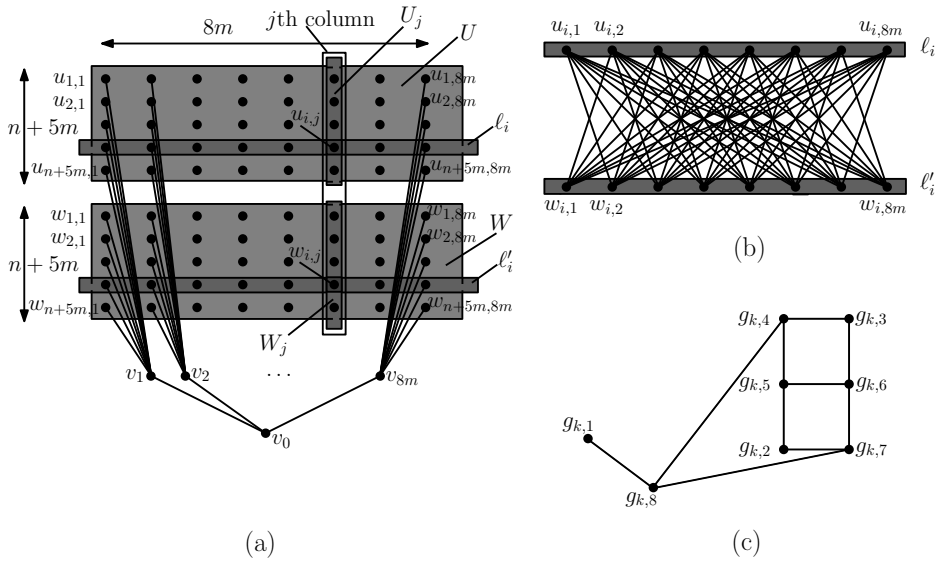 jth column
8m
U_j
U
u_{1,1}
u_{1,8m}
u_{2,1}
u_{2,8m}
n + 5m
u_{i,j}
ℓ_i
u_{n+5m,1}
u_{n+5m,8m}
w_{1,1}
w_{1,8m}
w_{2,1}
w_{2,8m}
W
n + 5m
w_{i,j}
ℓ'_i
w_{n+5m,1}
w_{n+5m,8m}
W_j
v_1
v_2
...
v_{8m}
v_0
(a)
u_{i,1}
u_{i,2}
u_{i,8m}
ℓ_i
ℓ'_i
w_{i,1}
w_{i,2}
w_{i,8m}
(b)
g_{k,4}
g_{k,3}
g_{k,5}
g_{k,6}
g_{k,1}
g_{k,2}
g_{k,7}
g_{k,8}
(c)